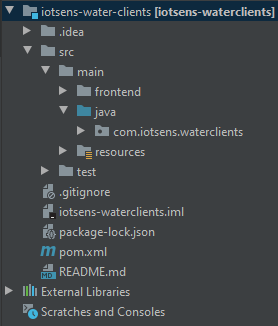 iotsens-water-clients [iotsens-waterclients]
.idea
src
main
frontend
java
com.iotsens.waterclients
resources
test
.gitignore
iotsens-waterclients.iml
package-lock.json
pom.xml
README.md
External Libraries
Scratches and Consoles